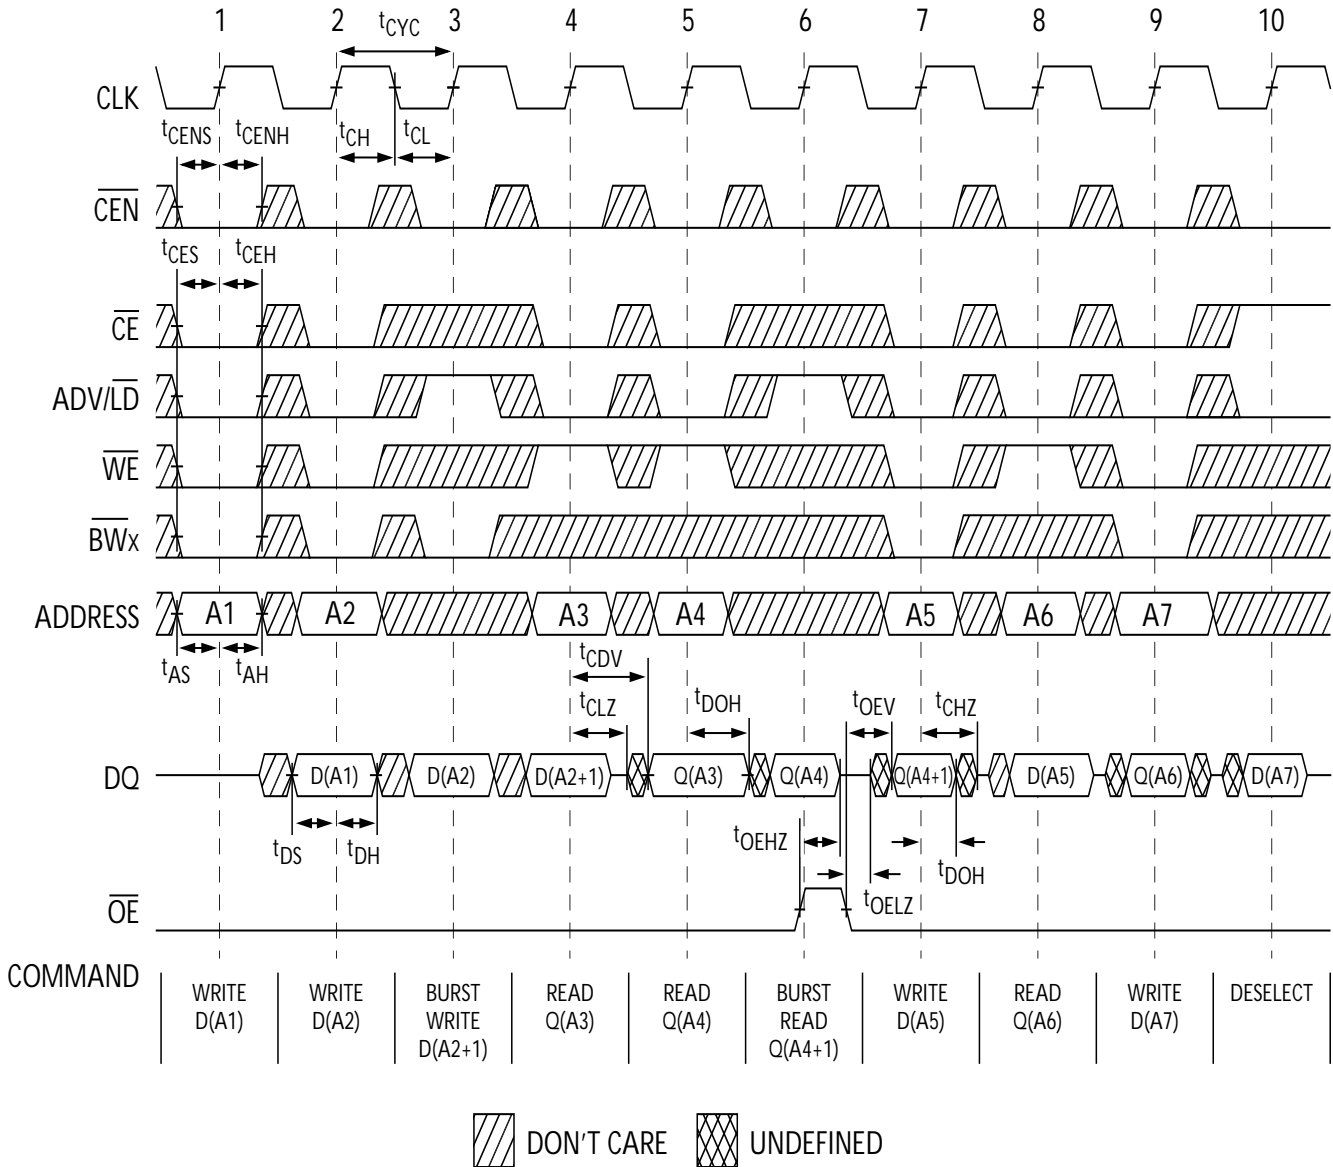 1 2 3 4 5 6 7 8 9 10
tCYC
CLK
tCENS tCENH tCH tCL
CEN
tCES tCEH
CE
ADV/LD
WE
BWx
ADDRESS A1 A2 A3 A4 A5 A6 A7
tAS tAH tCDV
tCLZ tDOH tOEV tCHZ
DQ D(A1) D(A2) D(A2+1) Q(A3) Q(A4) Q(A4+1) D(A5) Q(A6) D(A7)
tDS tDH tOEHZ tDOH
tOELZ
OE
COMMAND
WRITE WRITE BURST READ READ BURST WRITE READ WRITE DESELECT
D(A1) D(A2) WRITE Q(A3) Q(A4) READ D(A5) Q(A6) D(A7)
D(A2+1) Q(A4+1)
DON'T CARE UNDEFINED